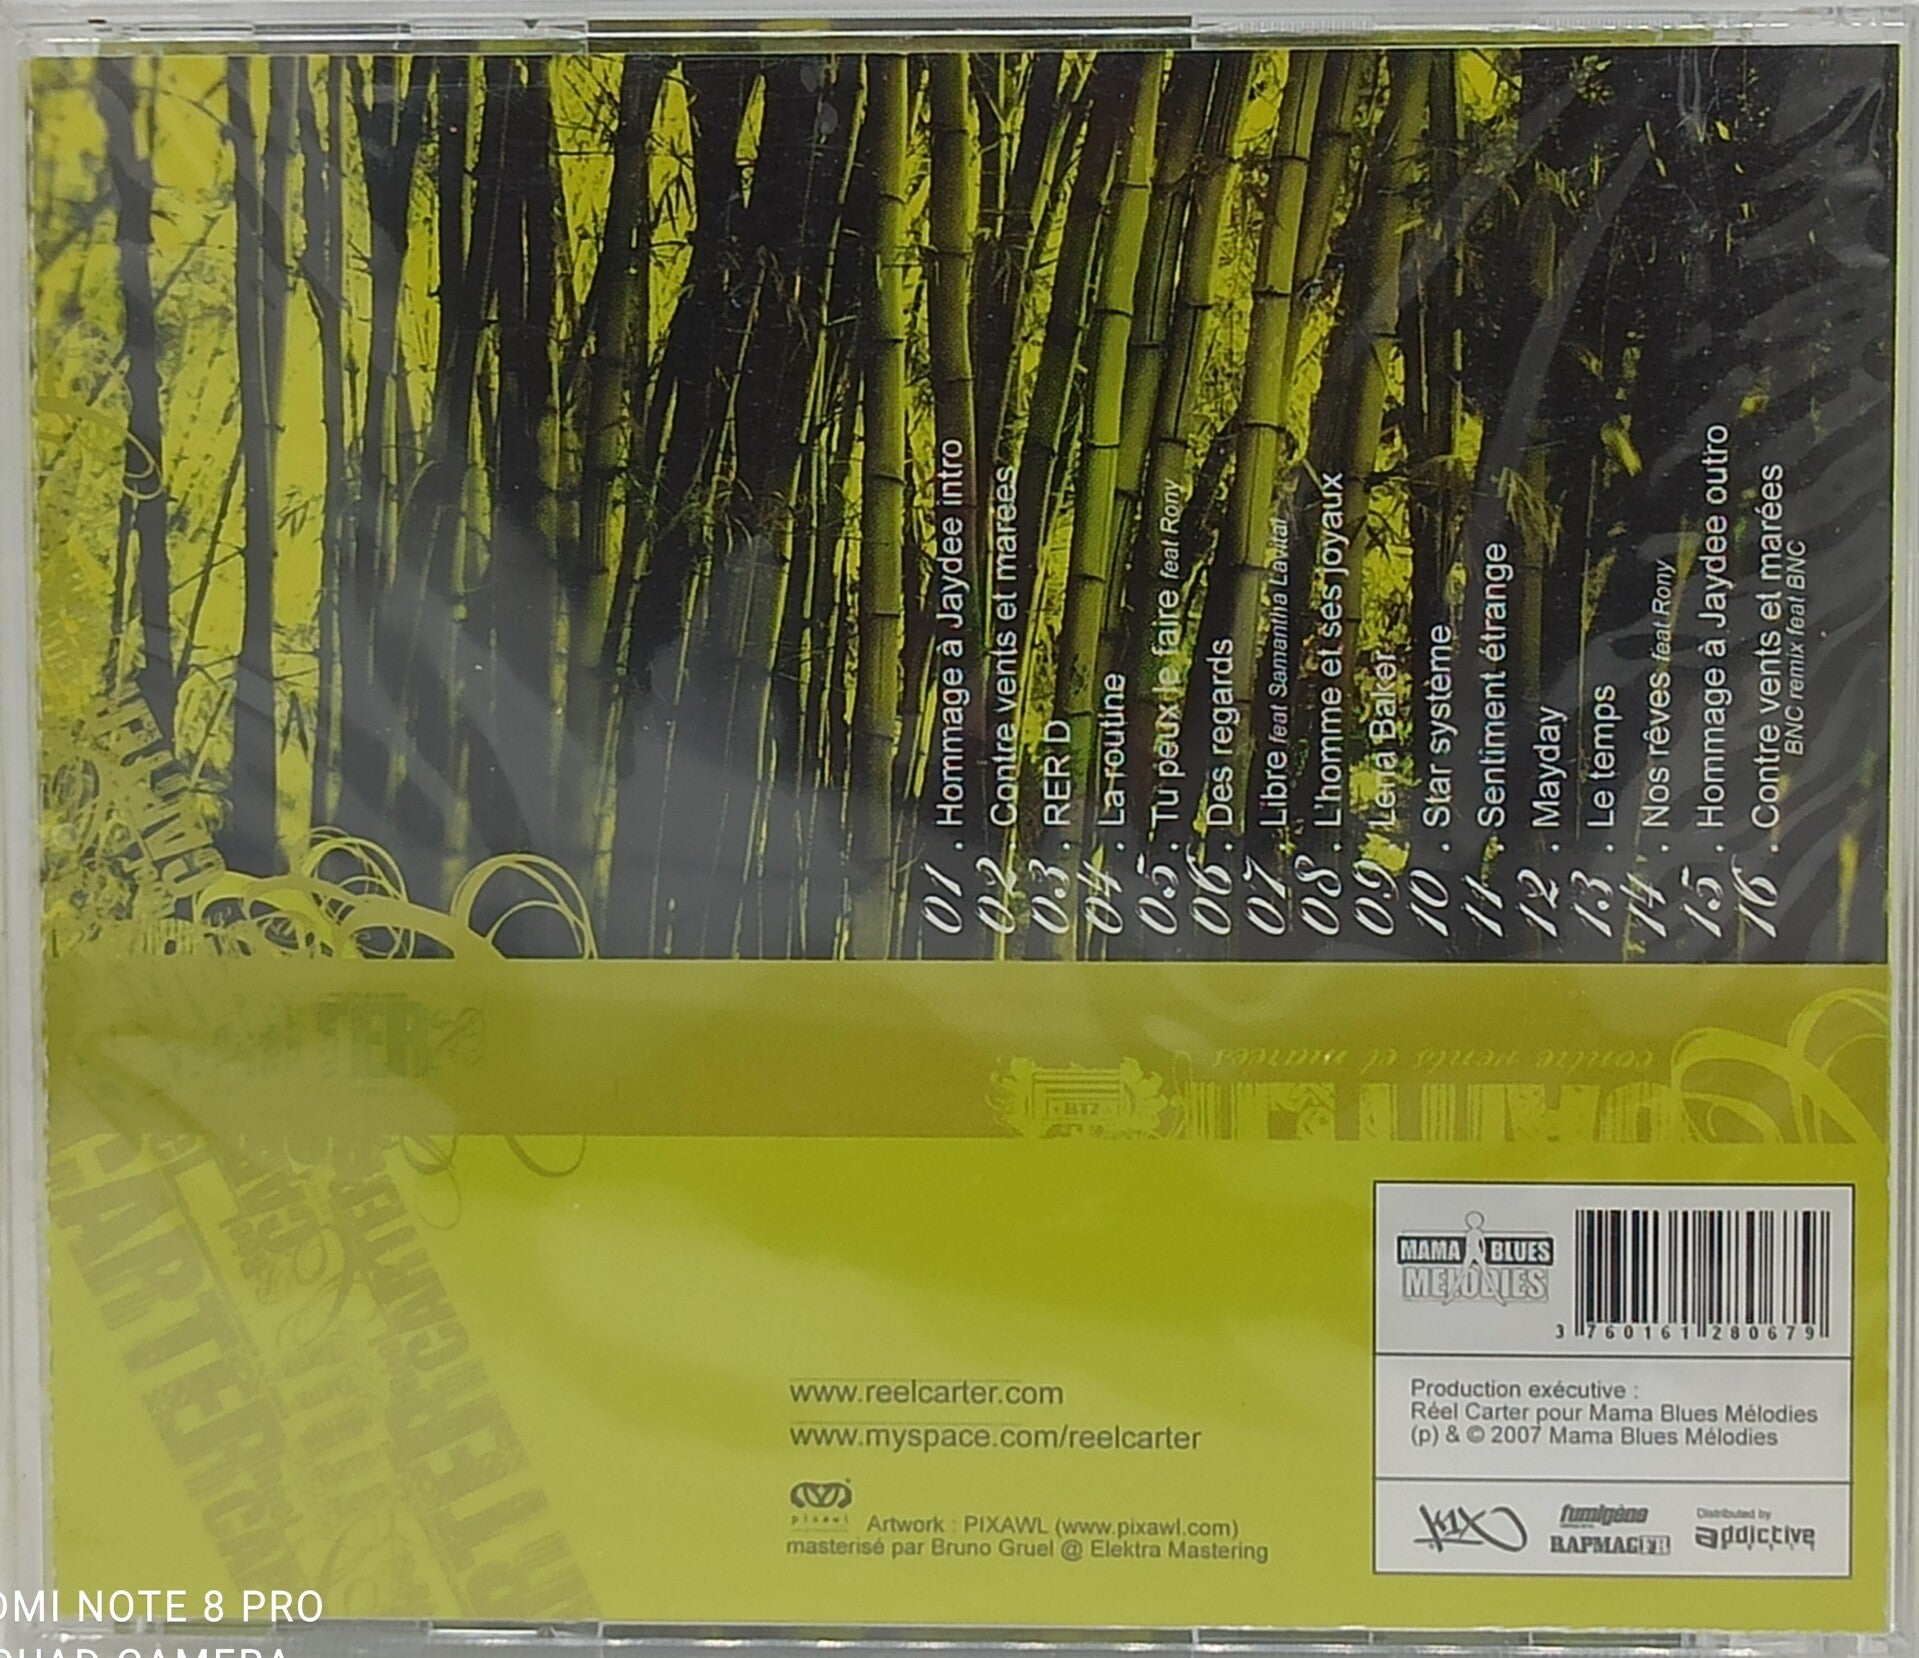 01. Hommage à Jaydee intro
02. Contre vents et marées
03. RER D
04. La routine
05. Tu peux le faire feat Rony
06. Des regards
07. Libre feat Samantha Lavital
08. L'homme et ses joyaux
09. Lena Baker
10. Star système
11. Sentiment étrange
12. Mayday
13. Le temps
14. Nos rêves feat Rony
15. Hommage à Jaydee outro
16. Contre vents et marées
BNC remix feat BNC
contre vents et marées
CARTER
MAMA BLUES
MELODIES
3 760161 280679
www.reelcarter.com
www.myspace.com/reelcarter
Production exécutive :
Réel Carter pour Mama Blues Mélodies
(p) & © 2007 Mama Blues Mélodies
pixawl
Artwork : PIXAWL (www.pixawl.com)
masterisé par Bruno Gruel @ Elektra Mastering
K1X
fumigène
RAPMAG
Distributed by
addictive
NOTE 8 PRO
CAMERA